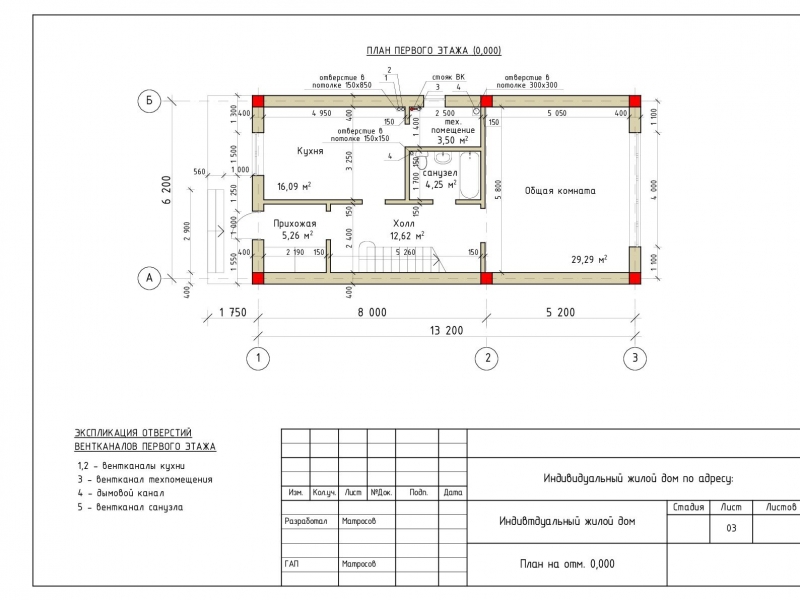 ПЛАН ПЕРВОГО ЭТАЖА (0,000)
отверстие в
потолке 150х850
2
1
стояк ВК
3
4
отверстие в
потолке 300х300
Б
400
4 950
400
150
2 500
150
5 050
400
1 300
1 100
отверстие в
потолке 150х150
1 400
тех.
помещение
3,50 м²
Кухня
3 250
4
150
санузел
4,25 м²
1 500
1 000
560
16,09 м²
1 700
Общая комната
5 800
4 000
6 200
1 250
150
150
2 900
1 000
Прихожая
5,26 м²
Холл
12,62 м²
2 400
400
2 190
150
5 260
150
29,29 м²
1 550
1 100
А
400
400
1 750
8 000
5 200
13 200
1
2
3
ЭКСПЛИКАЦИЯ ОТВЕРСТИЙ
ВЕНТКАНАЛОВ ПЕРВОГО ЭТАЖА
1,2 - вентканалы кухни
3 - вентканал техпомещения
4 - дымовой канал
5 - вентканал санузла
Индивидуальный жилой дом по адресу:
Изм.
Кол.уч.
Лист
№Док.
Подп.
Дата
Разработал
Матросов
Индивтдуальный жилой дом
Стадия
Лист
Листов
03
ГАП
Матросов
План на отм. 0,000